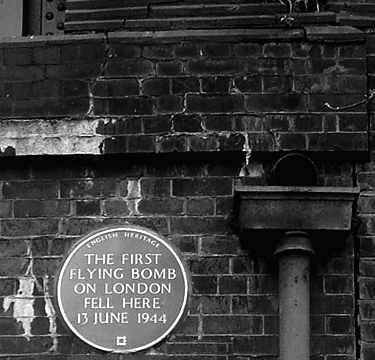 ENGLISH HERITAGE
THE FIRST
FLYING BOMB
ON LONDON
FELL HERE
13 JUNE 1944